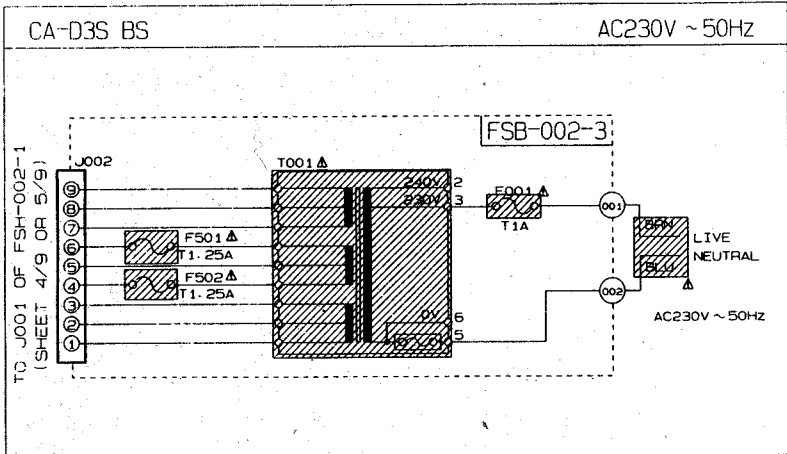 CA-D3S BS
AC230V ~ 50Hz
FSB-002-3
TO J001 OF FSH-002-1
(SHEET 4/9 OR 5/9)
J002
9
8
7
6
5
4
3
2
1
F501
T1.25A
F502
T1.25A
T001
240V 2
230V 3
0V 6
5
F001
T1A
001
002
BRN
BLU
LIVE
NEUTRAL
AC230V ~ 50Hz